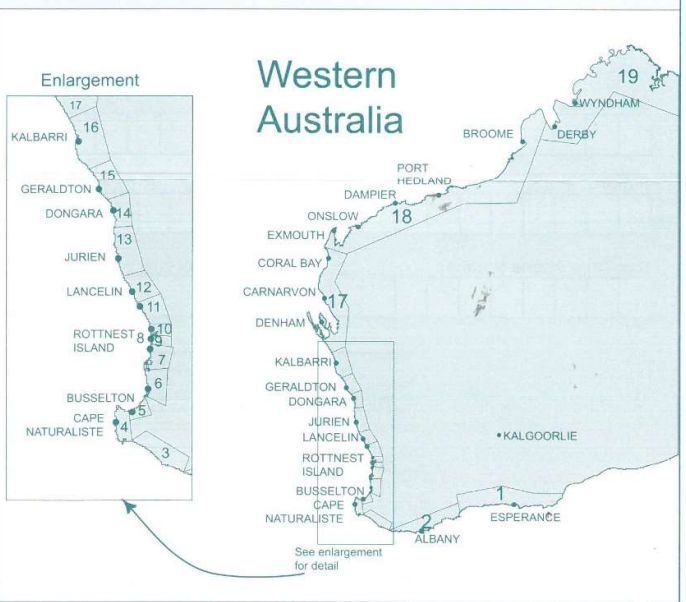 Enlargement
17
16
KALBARRI
15
GERALDTON
DONGARA
14
13
JURIEN
LANCELIN
12
11
ROTTNEST
ISLAND
10
8
9
7
6
BUSSELTON
5
CAPE
NATURALISTE
4
3
Western
Australia
19
WYNDHAM
BROOME
DERBY
PORT
HEDLAND
DAMPIER
18
ONSLOW
EXMOUTH
CORAL BAY
CARNARVON
17
DENHAM
KALBARRI
GERALDTON
DONGARA
JURIEN
LANCELIN
ROTTNEST
ISLAND
BUSSELTON
CAPE
NATURALISTE
KALGOORLIE
1
ESPERANCE
2
ALBANY
See enlargement
for detail